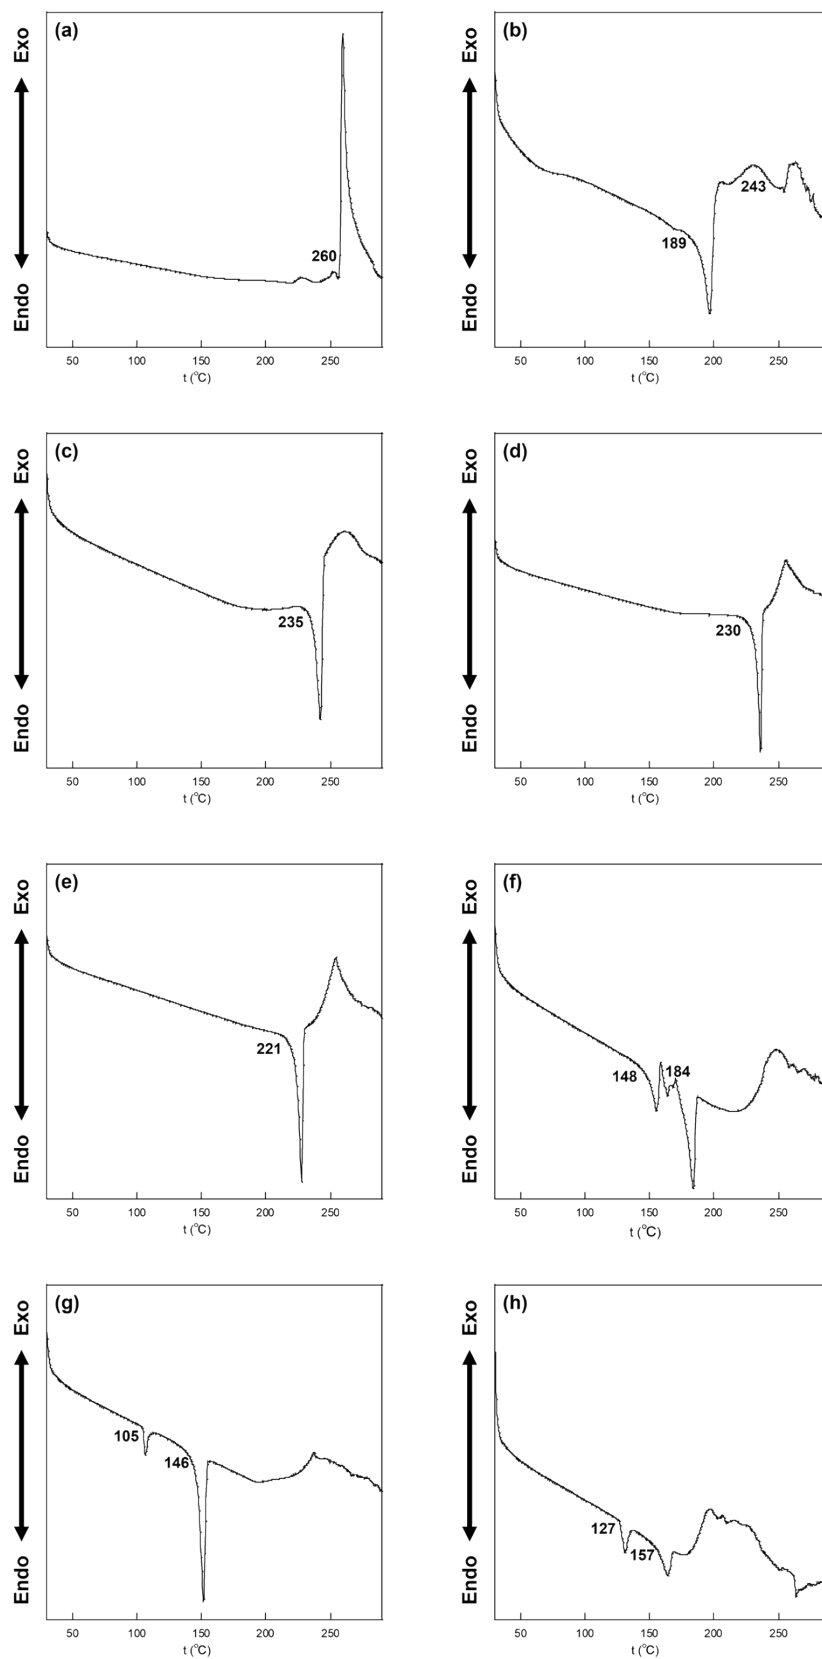 (a)
Exo
Endo
260
50 100 150 200 250
t (°C)
(b)
Exo
Endo
189
243
50 100 150 200 250
t (°C)
(c)
Exo
Endo
235
50 100 150 200 250
t (°C)
(d)
Exo
Endo
230
50 100 150 200 250
t (°C)
(e)
Exo
Endo
221
50 100 150 200 250
t (°C)
(f)
Exo
Endo
148
184
50 100 150 200 250
t (°C)
(g)
Exo
Endo
105
146
50 100 150 200 250
t (°C)
(h)
Exo
Endo
127
157
50 100 150 200 250
t (°C)